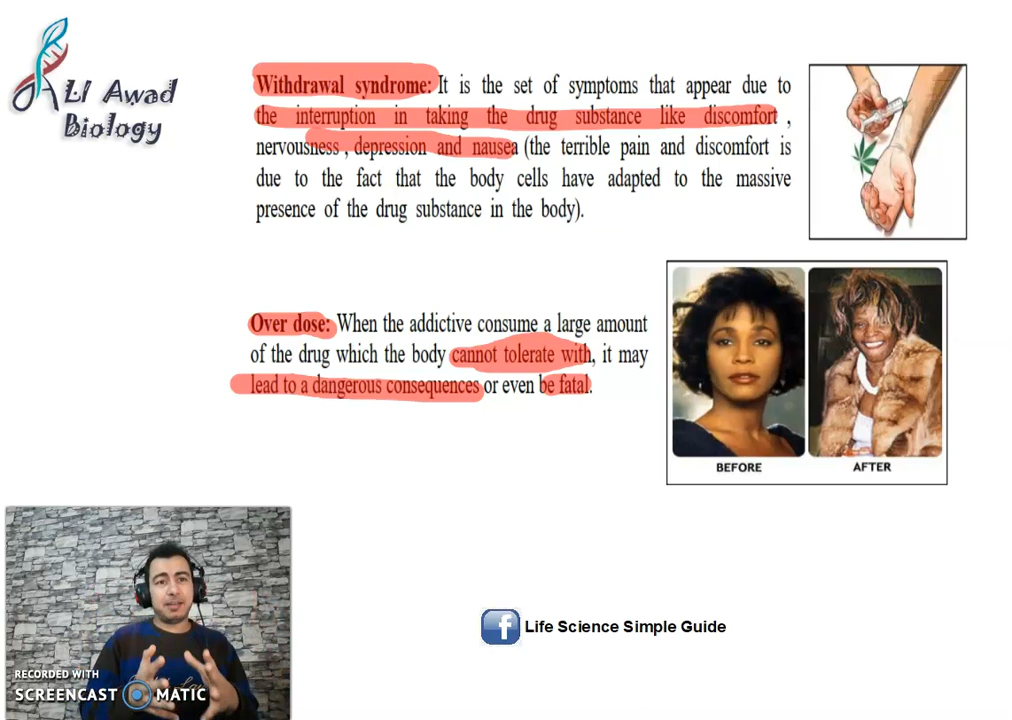 ALI Awad
Biology
Withdrawal syndrome: It is the set of symptoms that appear due to
the interruption in taking the drug substance like discomfort ,
nervousness , depression and nausea (the terrible pain and discomfort is
due to the fact that the body cells have adapted to the massive
presence of the drug substance in the body).
Over dose: When the addictive consume a large amount
of the drug which the body cannot tolerate with, it may
lead to a dangerous consequences or even be fatal.
BEFORE AFTER
f Life Science Simple Guide
RECORDED WITH
SCREENCAST MATIC